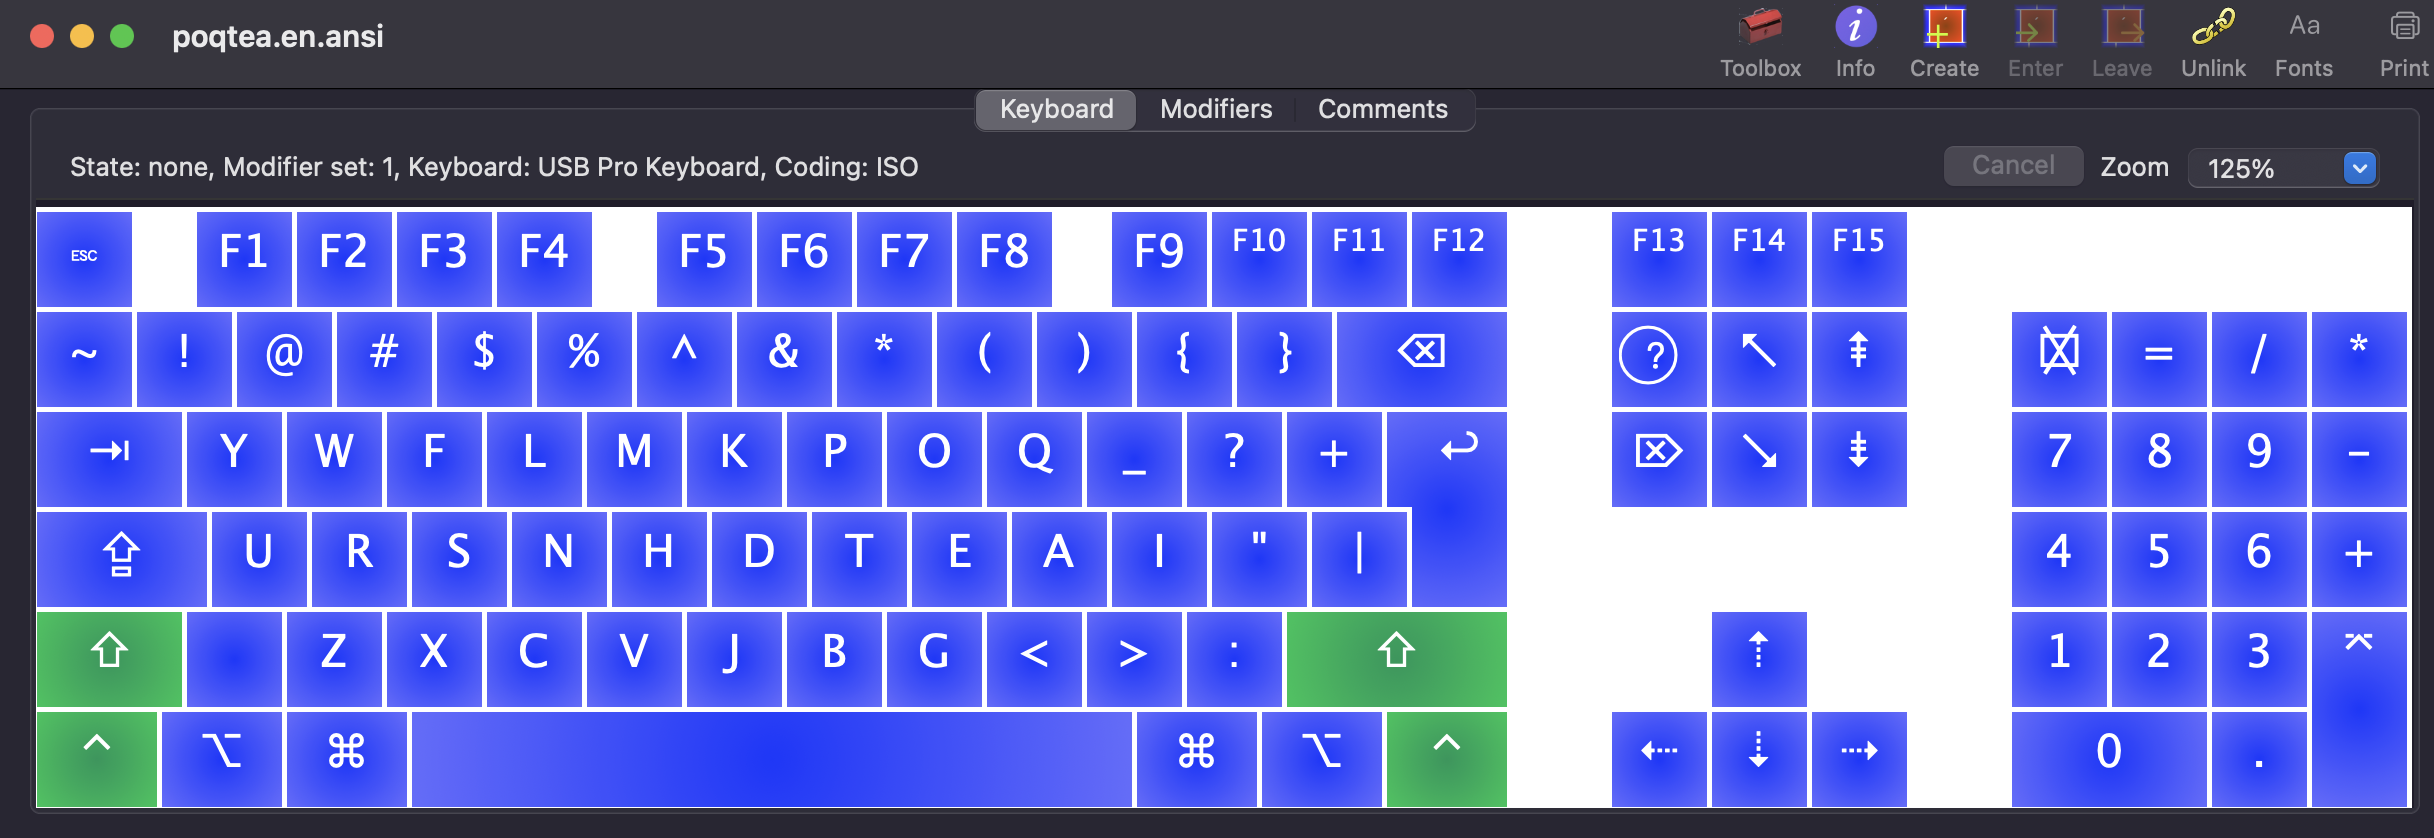 poqtea.en.ansi
Toolbox Info Create Enter Leave Unlink Aa Fonts Print
Keyboard Modifiers Comments
State: none, Modifier set: 1, Keyboard: USB Pro Keyboard, Coding: ISO Cancel Zoom 125%
ESC F1 F2 F3 F4 F5 F6 F7 F8 F9 F10 F11 F12 F13 F14 F15
~ ! @ # $ % ^ & * ( ) { } ⌫ ? ↖ ⇞ ⌧ = / *
⇥ Y W F L M K P O Q _ ? + ↩ ⌦ ↘ ⇟ 7 8 9 -
⇪ U R S N H D T E A I " | 4 5 6 +
⇧ Z X C V J B G < > : ⇧ ⇡ 1 2 3 ⌤
⌃ ⌥ ⌘ ⌘ ⌥ ⌃ ⇠ ⇣ ⇢ 0 .